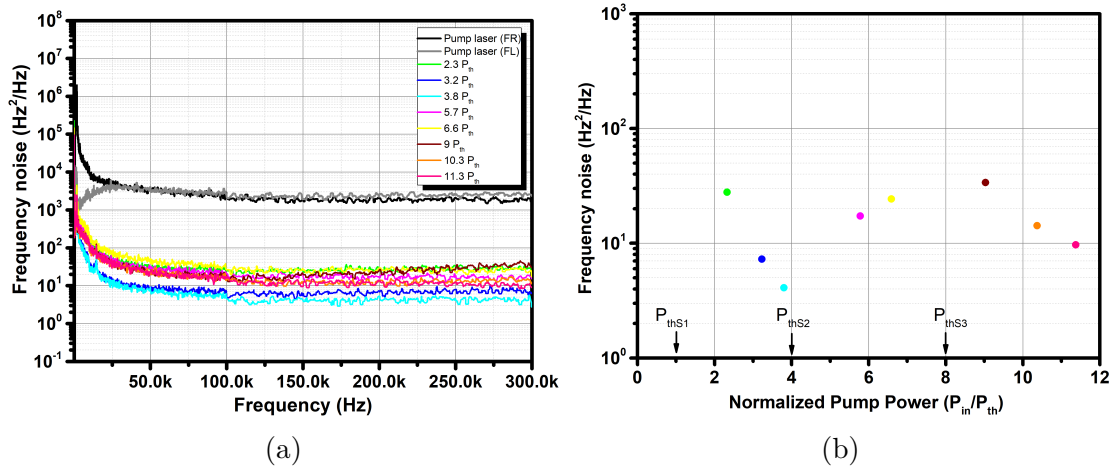 (a)
10^8
10^7
10^6
10^5
10^4
10^3
10^2
10^1
10^0
10^-1
Frequency noise (Hz^2/Hz)
Pump laser (FR)
Pump laser (FL)
2.3 P_th
3.2 P_th
3.8 P_th
5.7 P_th
6.6 P_th
9 P_th
10.3 P_th
11.3 P_th
50.0k 100.0k 150.0k 200.0k 250.0k 300.0k
Frequency (Hz)
(a)
(b)
10^3
10^2
10^1
10^0
Frequency noise (Hz^2/Hz)
P_thS1 P_thS2 P_thS3
0 2 4 6 8 10 12
Normalized Pump Power (P_in/P_th)
(b)